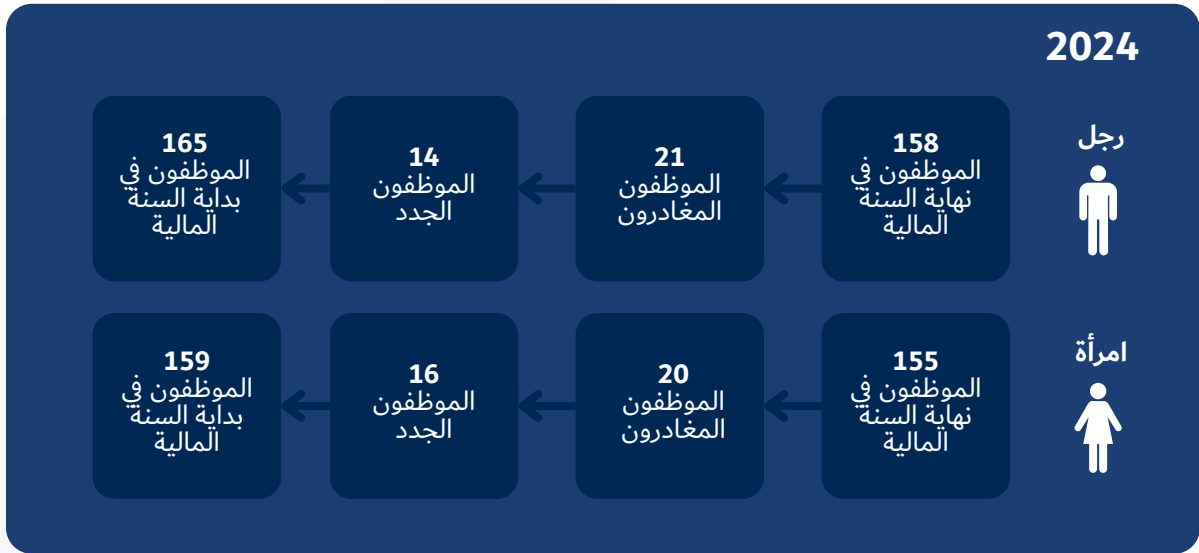 2024
رجل
158
الموظفون في
نهاية السنة
المالية
21
الموظفون
المغادرون
14
الموظفون
الجدد
165
الموظفون في
بداية السنة
المالية
امرأة
155
الموظفون في
نهاية السنة
المالية
20
الموظفون
المغادرون
16
الموظفون
الجدد
159
الموظفون في
بداية السنة
المالية